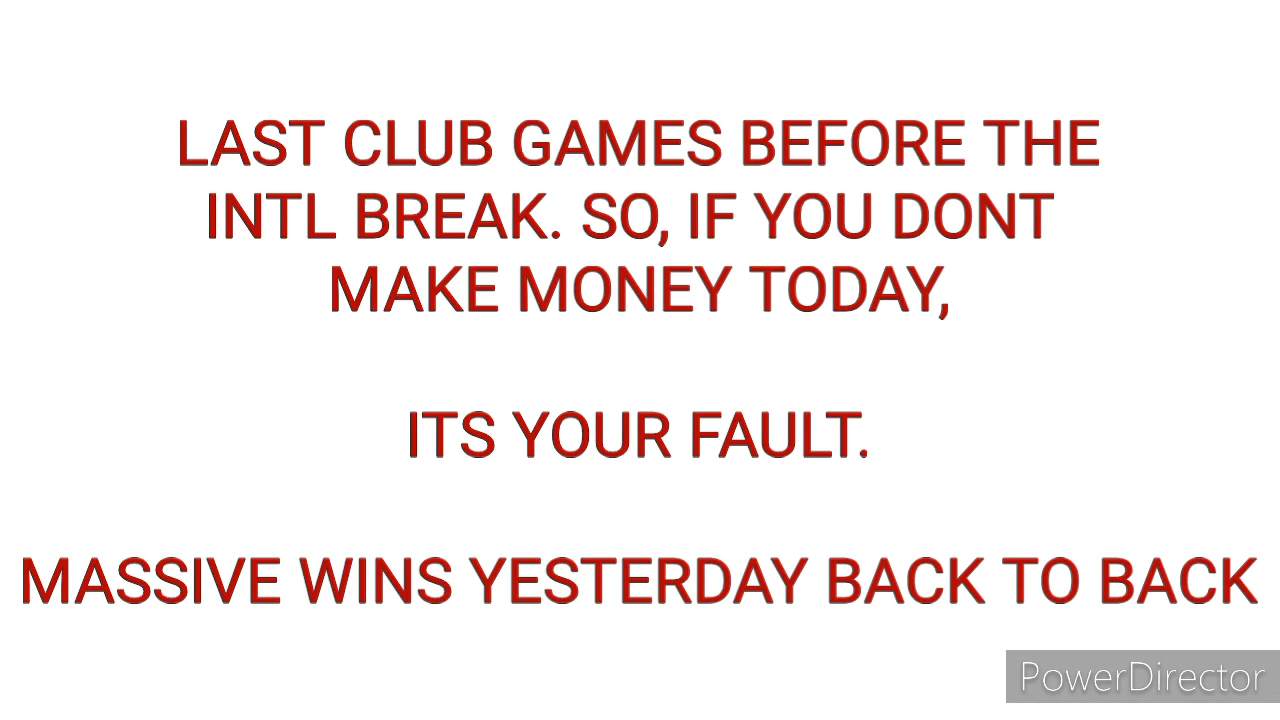 LAST CLUB GAMES BEFORE THE
INTL BREAK. SO, IF YOU DONT
MAKE MONEY TODAY,
ITS YOUR FAULT.
MASSIVE WINS YESTERDAY BACK TO BACK
PowerDirector